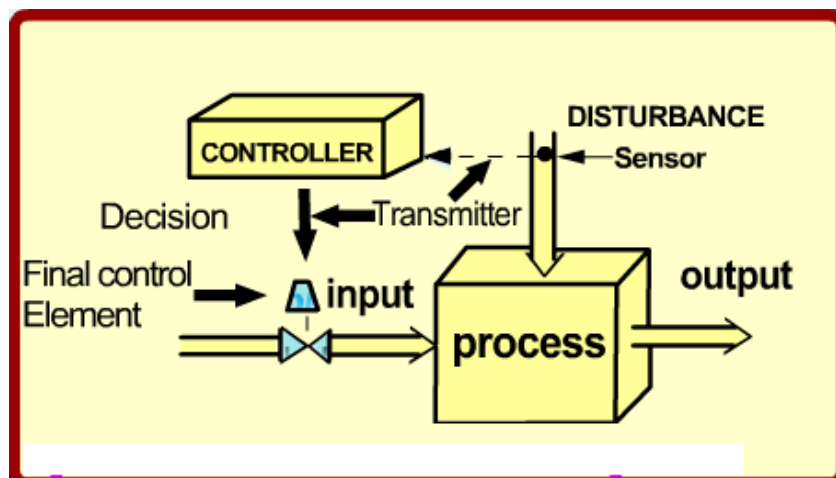 DISTURBANCE
CONTROLLER
Sensor
Decision
Transmitter
Final control
Element
input
output
process